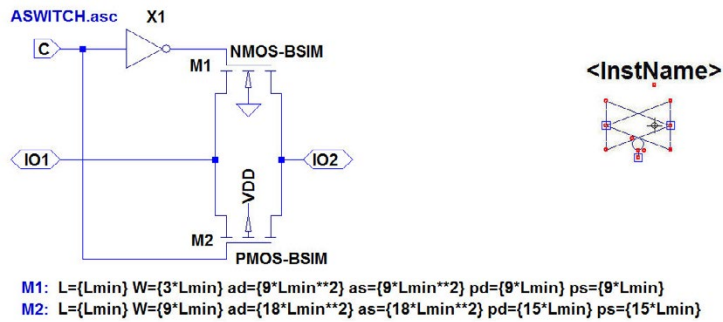 ASWITCH.asc
X1
C
M1
NMOS-BSIM
<InstName>
IO1
IO2
VDD
M2
PMOS-BSIM
M1: L={Lmin} W={3*Lmin} ad={9*Lmin**2} as={9*Lmin**2} pd={9*Lmin} ps={9*Lmin}
M2: L={Lmin} W={9*Lmin} ad={18*Lmin**2} as={18*Lmin**2} pd={15*Lmin} ps={15*Lmin}